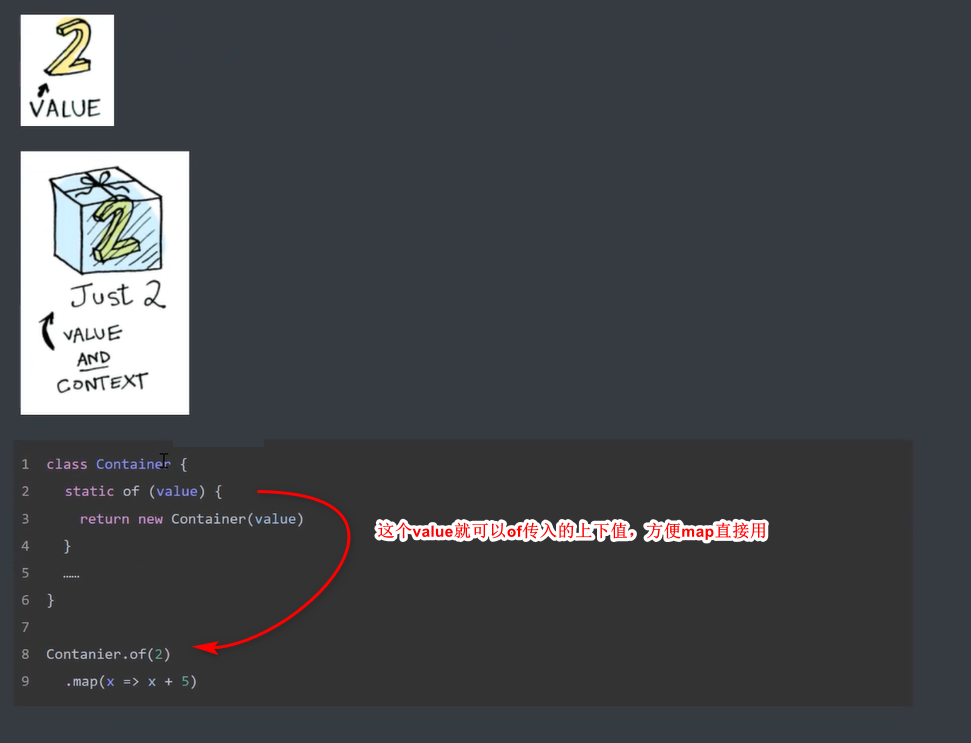 2
VALUE
2
Just 2
VALUE
AND
CONTEXT
1 class Container {
2 static of (value) {
3 return new Container(value)
4 }
5 ……
6 }
7
8 Contanier.of(2)
9 .map(x => x + 5)
这个value就可以of传入的上下值，方便map直接用